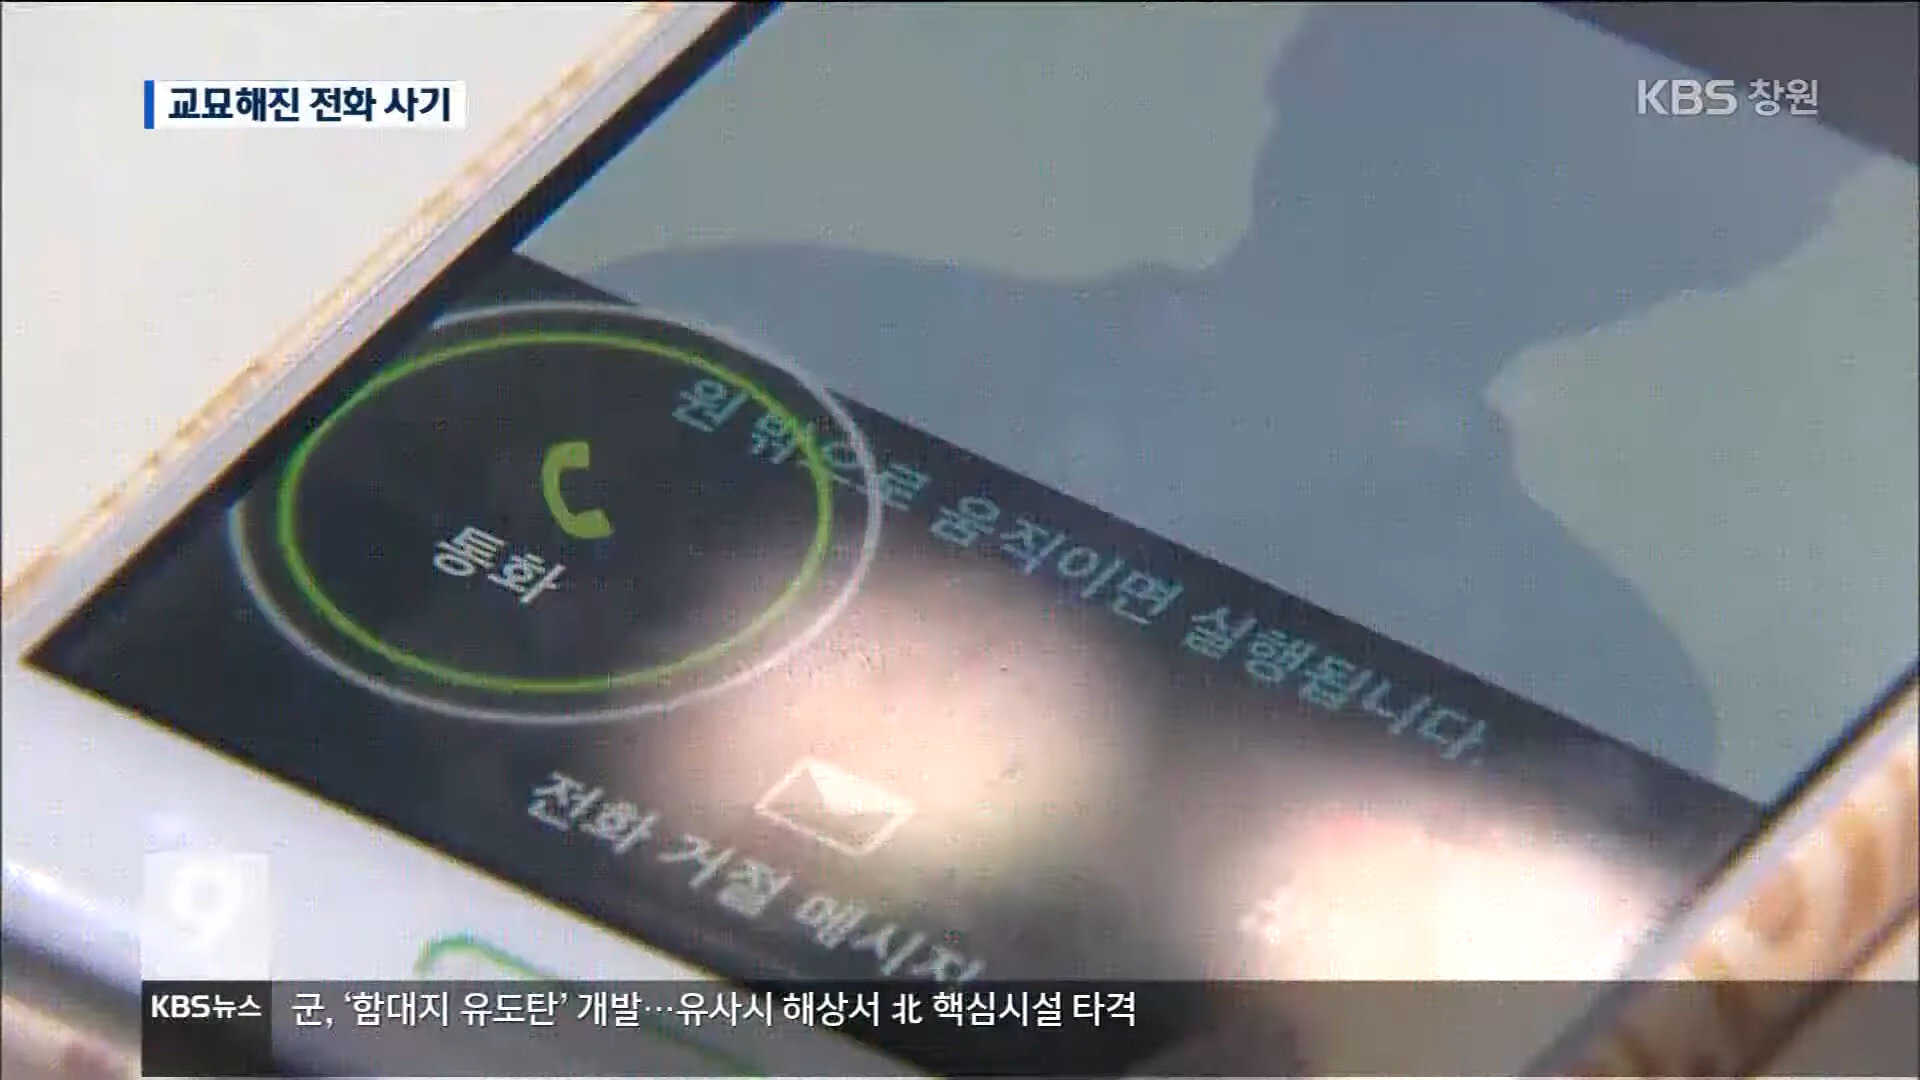 교묘해진 전화 사기
KBS 창원
원 밖으로 움직이면 실행됩니다.
통화
전화 거절 메시지
9
KBS뉴스
군, ‘함대지 유도탄’ 개발…유사시 해상서 北 핵심시설 타격